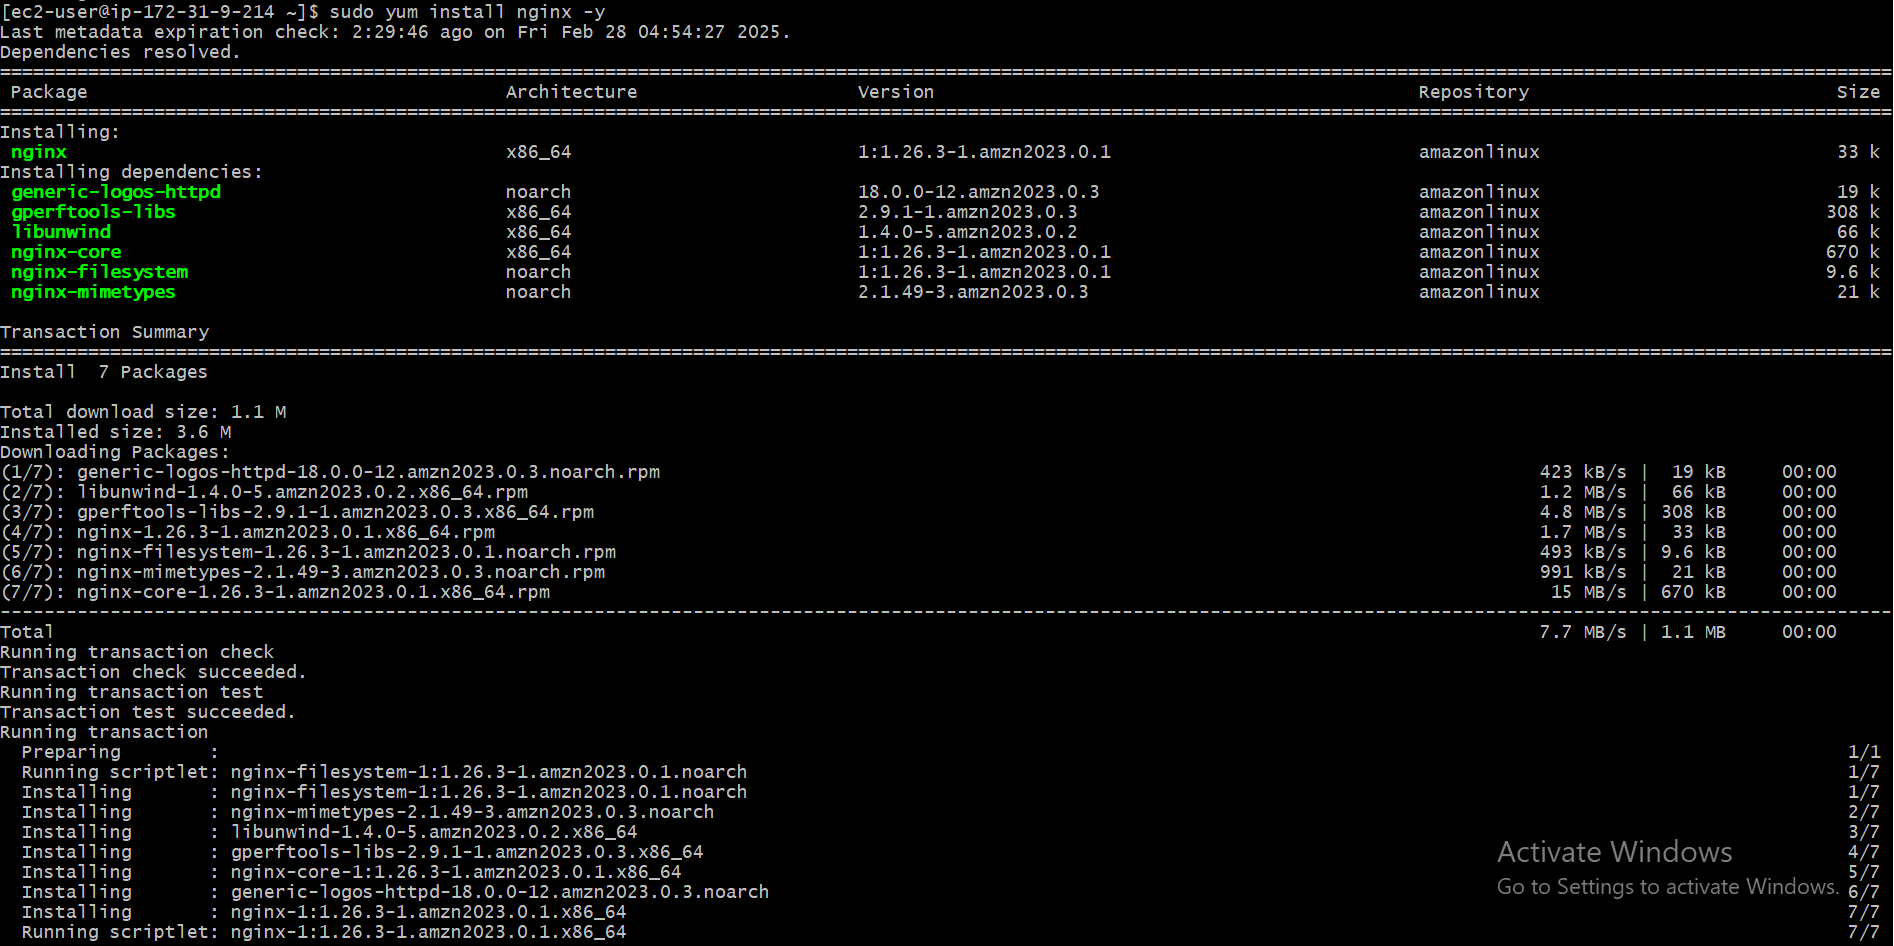 [ec2-user@ip-172-31-9-214 ~]$ sudo yum install nginx -y
Last metadata expiration check: 2:29:46 ago on Fri Feb 28 04:54:27 2025.
Dependencies resolved.
================================================================================
Package Architecture Version Repository Size
================================================================================
Installing:
nginx x86_64 1:1.26.3-1.amzn2023.0.1 amazonlinux 33 k
Installing dependencies:
generic-logos-httpd noarch 18.0.0-12.amzn2023.0.3 amazonlinux 19 k
gperftools-libs x86_64 2.9.1-1.amzn2023.0.3 amazonlinux 308 k
libunwind x86_64 1.4.0-5.amzn2023.0.2 amazonlinux 66 k
nginx-core x86_64 1:1.26.3-1.amzn2023.0.1 amazonlinux 670 k
nginx-filesystem noarch 1:1.26.3-1.amzn2023.0.1 amazonlinux 9.6 k
nginx-mimetypes noarch 2.1.49-3.amzn2023.0.3 amazonlinux 21 k
Transaction Summary
================================================================================
Install 7 Packages
Total download size: 1.1 M
Installed size: 3.6 M
Downloading Packages:
(1/7): generic-logos-httpd-18.0.0-12.amzn2023.0.3.noarch.rpm 423 kB/s | 19 kB 00:00
(2/7): libunwind-1.4.0-5.amzn2023.0.2.x86_64.rpm 1.2 MB/s | 66 kB 00:00
(3/7): gperftools-libs-2.9.1-1.amzn2023.0.3.x86_64.rpm 4.8 MB/s | 308 kB 00:00
(4/7): nginx-1.26.3-1.amzn2023.0.1.x86_64.rpm 1.7 MB/s | 33 kB 00:00
(5/7): nginx-filesystem-1.26.3-1.amzn2023.0.1.noarch.rpm 493 kB/s | 9.6 kB 00:00
(6/7): nginx-mimetypes-2.1.49-3.amzn2023.0.3.noarch.rpm 991 kB/s | 21 kB 00:00
(7/7): nginx-core-1.26.3-1.amzn2023.0.1.x86_64.rpm 15 MB/s | 670 kB 00:00
--------------------------------------------------------------------------------
Total 7.7 MB/s | 1.1 MB 00:00
Running transaction check
Transaction check succeeded.
Running transaction test
Transaction test succeeded.
Running transaction
Preparing : 1/1
Running scriptlet: nginx-filesystem-1:1.26.3-1.amzn2023.0.1.noarch 1/7
Installing : nginx-filesystem-1:1.26.3-1.amzn2023.0.1.noarch 1/7
Installing : nginx-mimetypes-2.1.49-3.amzn2023.0.3.noarch 2/7
Installing : libunwind-1.4.0-5.amzn2023.0.2.x86_64 3/7
Installing : gperftools-libs-2.9.1-1.amzn2023.0.3.x86_64 4/7
Installing : nginx-core-1:1.26.3-1.amzn2023.0.1.x86_64 5/7
Installing : generic-logos-httpd-18.0.0-12.amzn2023.0.3.noarch 6/7
Installing : nginx-1:1.26.3-1.amzn2023.0.1.x86_64 7/7
Running scriptlet: nginx-1:1.26.3-1.amzn2023.0.1.x86_64 7/7
Activate Windows
Go to Settings to activate Windows.